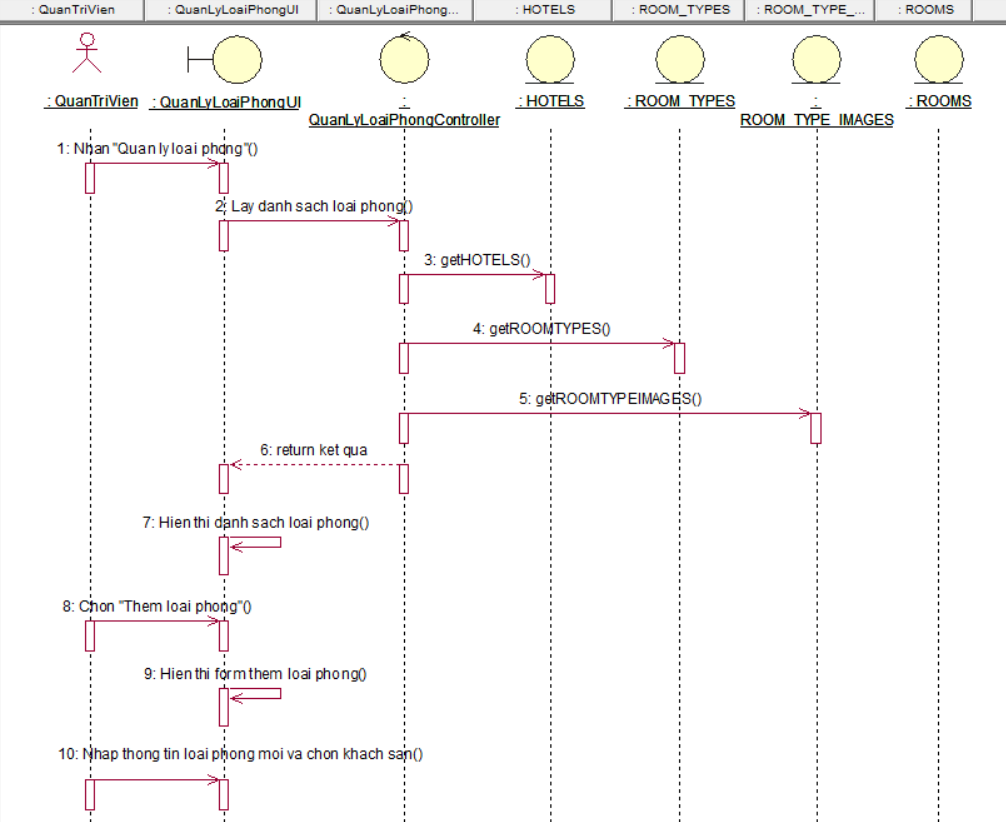 : QuanTriVien : QuanLyLoaiPhongUI : QuanLyLoaiPhong... : HOTELS : ROOM_TYPES : ROOM_TYPE_... : ROOMS
: QuanTriVien : QuanLyLoaiPhongUI : : HOTELS : ROOM_TYPES : : ROOMS
QuanLyLoaiPhongController ROOM_TYPE_IMAGES
1: Nhan "Quan ly loai phong"()
2: Lay danh sach loai phong()
3: getHOTELS()
4: getROOMTYPES()
5: getROOMTYPEIMAGES()
6: return ket qua
7: Hien thi danh sach loai phong()
8: Chon "Them loai phong"()
9: Hien thi form them loai phong()
10: Nhap thong tin loai phong moi va chon khach san()